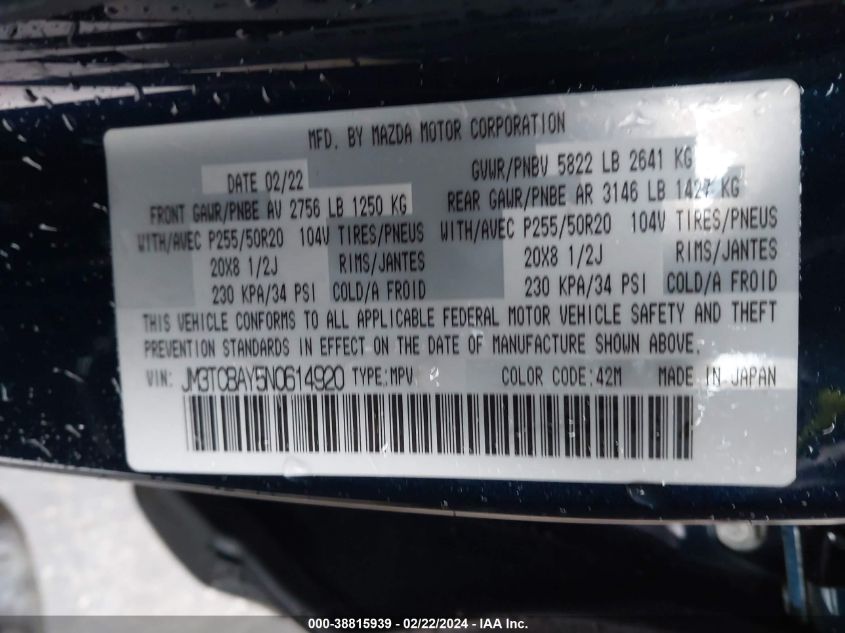 MFD. BY MAZDA MOTOR CORPORATION
DATE 02/22
GVWR/PNBV 5822 LB 2641 KG
FRONT GAWR/PNBE AV 2756 LB 1250 KG
REAR GAWR/PNBE AR 3146 LB 1427 KG
WITH/AVEC P255/50R20 104V TIRES/PNEUS
WITH/AVEC P255/50R20 104V TIRES/PNEUS
20X8 1/2J RIMS/JANTES
20X8 1/2J RIMS/JANTES
230 KPA/34 PSI COLD/A FROID
230 KPA/34 PSI COLD/A FROID
THIS VEHICLE CONFORMS TO ALL APPLICABLE FEDERAL MOTOR VEHICLE SAFETY AND THEFT
PREVENTION STANDARDS IN EFFECT ON THE DATE OF MANUFACTURE SHOWN ABOVE.
VIN: JM3TCBAY5N0614920 TYPE:MPV COLOR CODE:42M MADE IN JAPAN
000-38815939 - 02/22/2024 - IAA Inc.